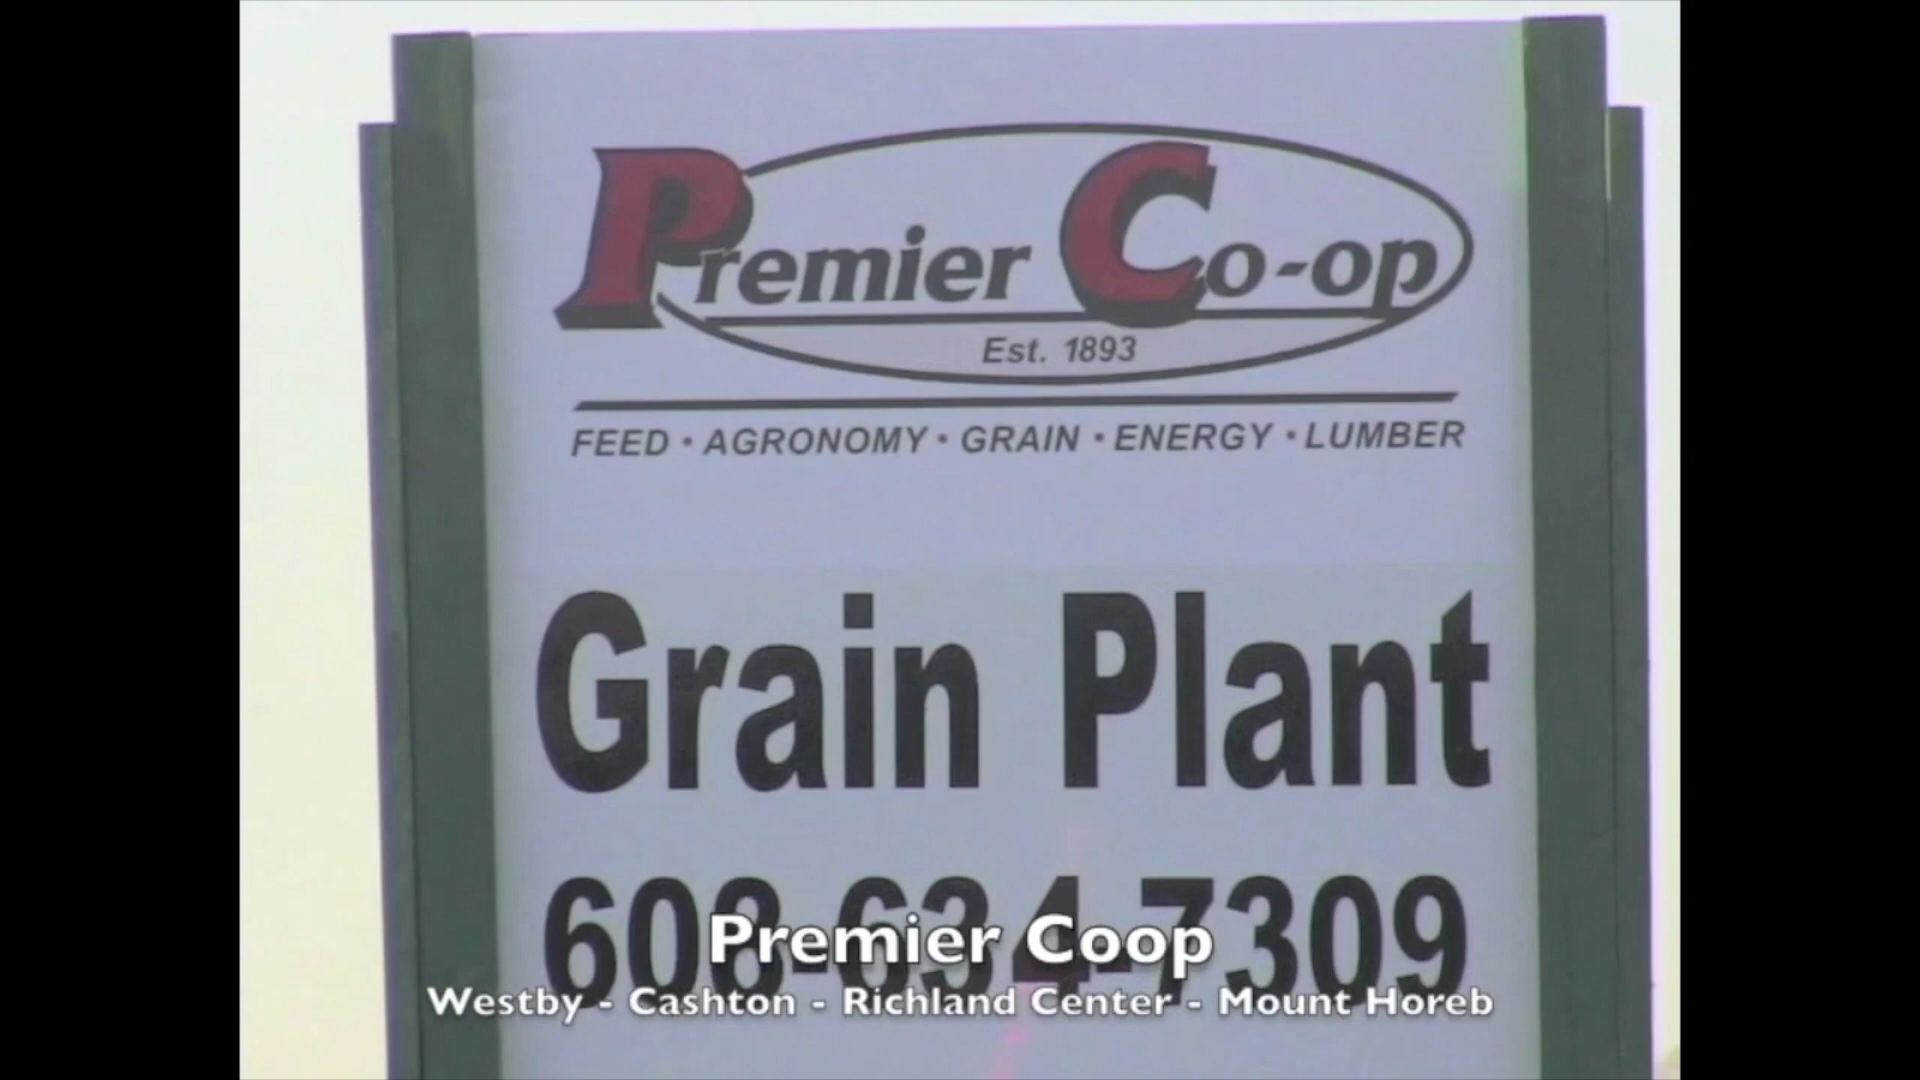 Premier Co-op
Est. 1893
FEED • AGRONOMY • GRAIN • ENERGY • LUMBER
Grain Plant
608-634-7309
Premier Coop
Westby - Cashton - Richland Center - Mount Horeb